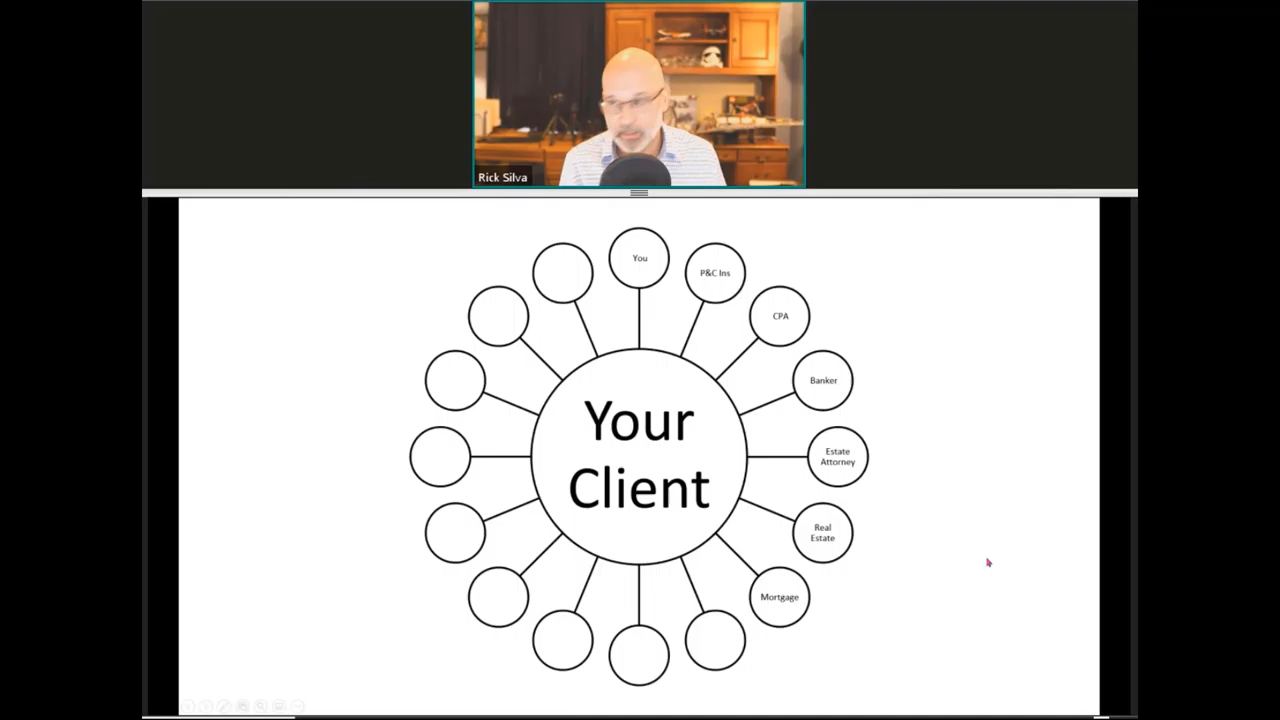 Rick Silva
You
P&C Ins
CPA
Banker
Estate
Attorney
Real
Estate
Mortgage
Your
Client